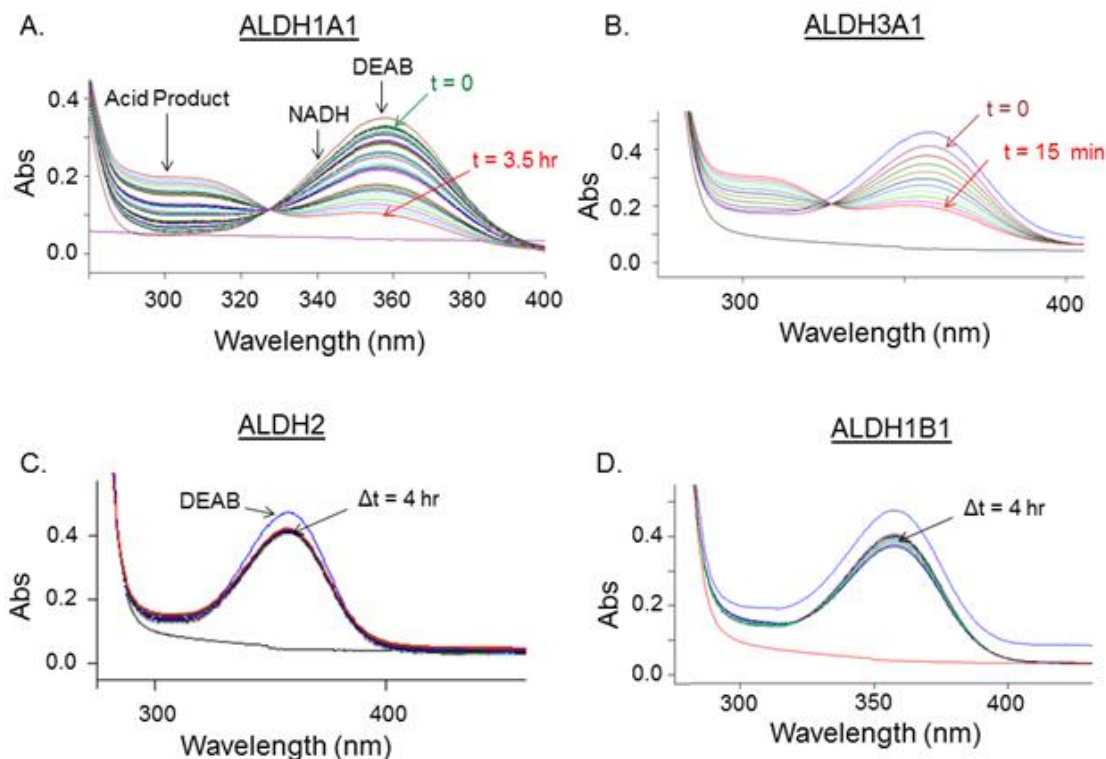 A.
ALDH1A1
DEAB
Acid Product
NADH
t = 0
t = 3.5 hr
0.4
0.2
0.0
Abs
300 320 340 360 380 400
Wavelength (nm)
B.
ALDH3A1
t = 0
t = 15 min
0.4
0.2
0.0
Abs
300 400
Wavelength (nm)
C.
ALDH2
DEAB
Δt = 4 hr
0.4
0.2
0.0
Abs
300 400
Wavelength (nm)
D.
ALDH1B1
Δt = 4 hr
0.4
0.2
0.0
Abs
300 350 400
Wavelength (nm)